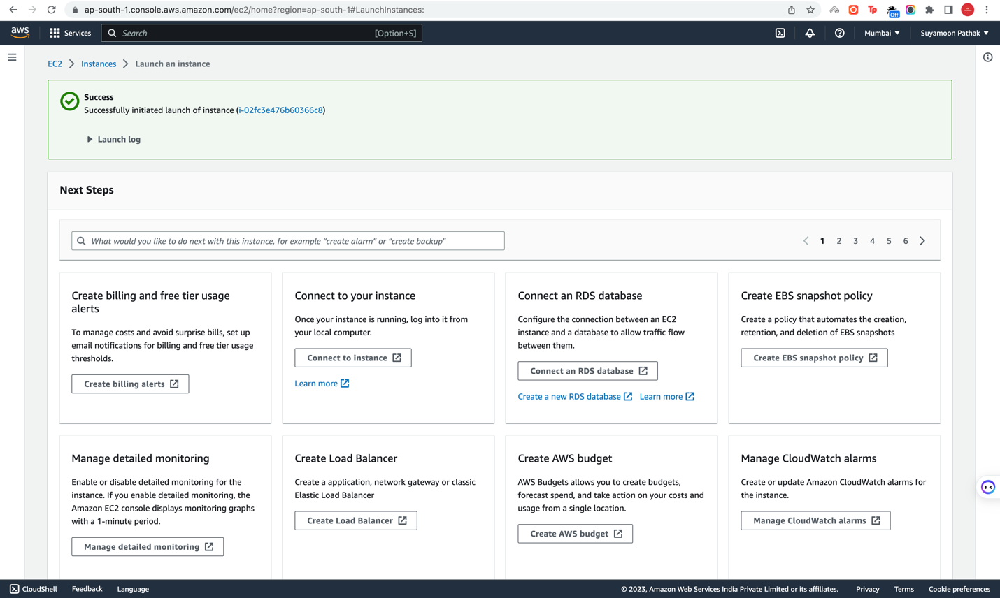 ap-south-1.console.aws.amazon.com/ec2/home?region=ap-south-1#LaunchInstances:
Off
aws
Services
Search
[Option+S]
Mumbai ▼
Suyamoon Pathak ▼
EC2 > Instances > Launch an instance
Success
Successfully initiated launch of instance (i-02fc3e476b60366c8)
Launch log
Next Steps
What would you like to do next with this instance, for example “create alarm” or “create backup”
1 2 3 4 5 6
Create billing and free tier usage
alerts
To manage costs and avoid surprise bills, set up
email notifications for billing and free tier usage
thresholds.
Create billing alerts
Connect to your instance
Once your instance is running, log into it from
your local computer.
Connect to instance
Learn more
Connect an RDS database
Configure the connection between an EC2
instance and a database to allow traffic flow
between them.
Connect an RDS database
Create a new RDS database Learn more
Create EBS snapshot policy
Create a policy that automates the creation,
retention, and deletion of EBS snapshots
Create EBS snapshot policy
Manage detailed monitoring
Enable or disable detailed monitoring for the
instance. If you enable detailed monitoring, the
Amazon EC2 console displays monitoring graphs
with a 1-minute period.
Manage detailed monitoring
Create Load Balancer
Create a application, network gateway or classic
Elastic Load Balancer
Create Load Balancer
Create AWS budget
AWS Budgets allows you to create budgets,
forecast spend, and take action on your costs and
usage from a single location.
Create AWS budget
Manage CloudWatch alarms
Create or update Amazon CloudWatch alarms for
the instance.
Manage CloudWatch alarms
CloudShell
Feedback
Language
© 2023, Amazon Web Services India Private Limited or its affiliates.
Privacy
Terms
Cookie preferences